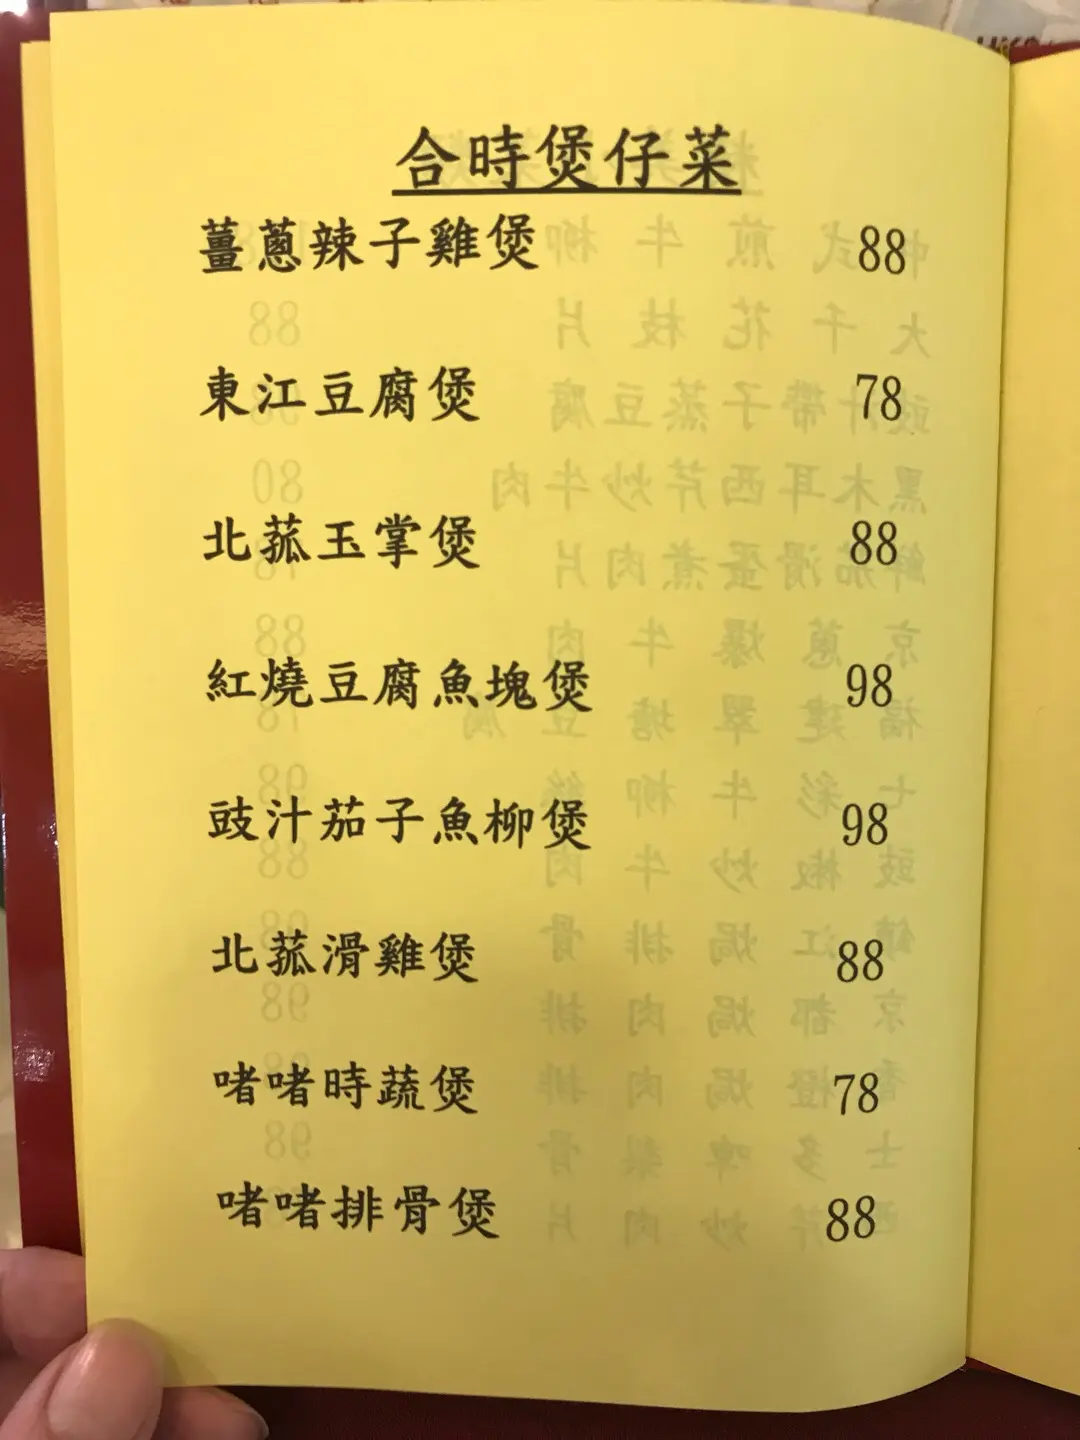 合時煲仔菜
薑蔥辣子雞煲 88
東江豆腐煲 78
北菰玉掌煲 88
紅燒豆腐魚塊煲 98
豉汁茄子魚柳煲 98
北菰滑雞煲 88
啫啫時蔬煲 78
啫啫排骨煲 88